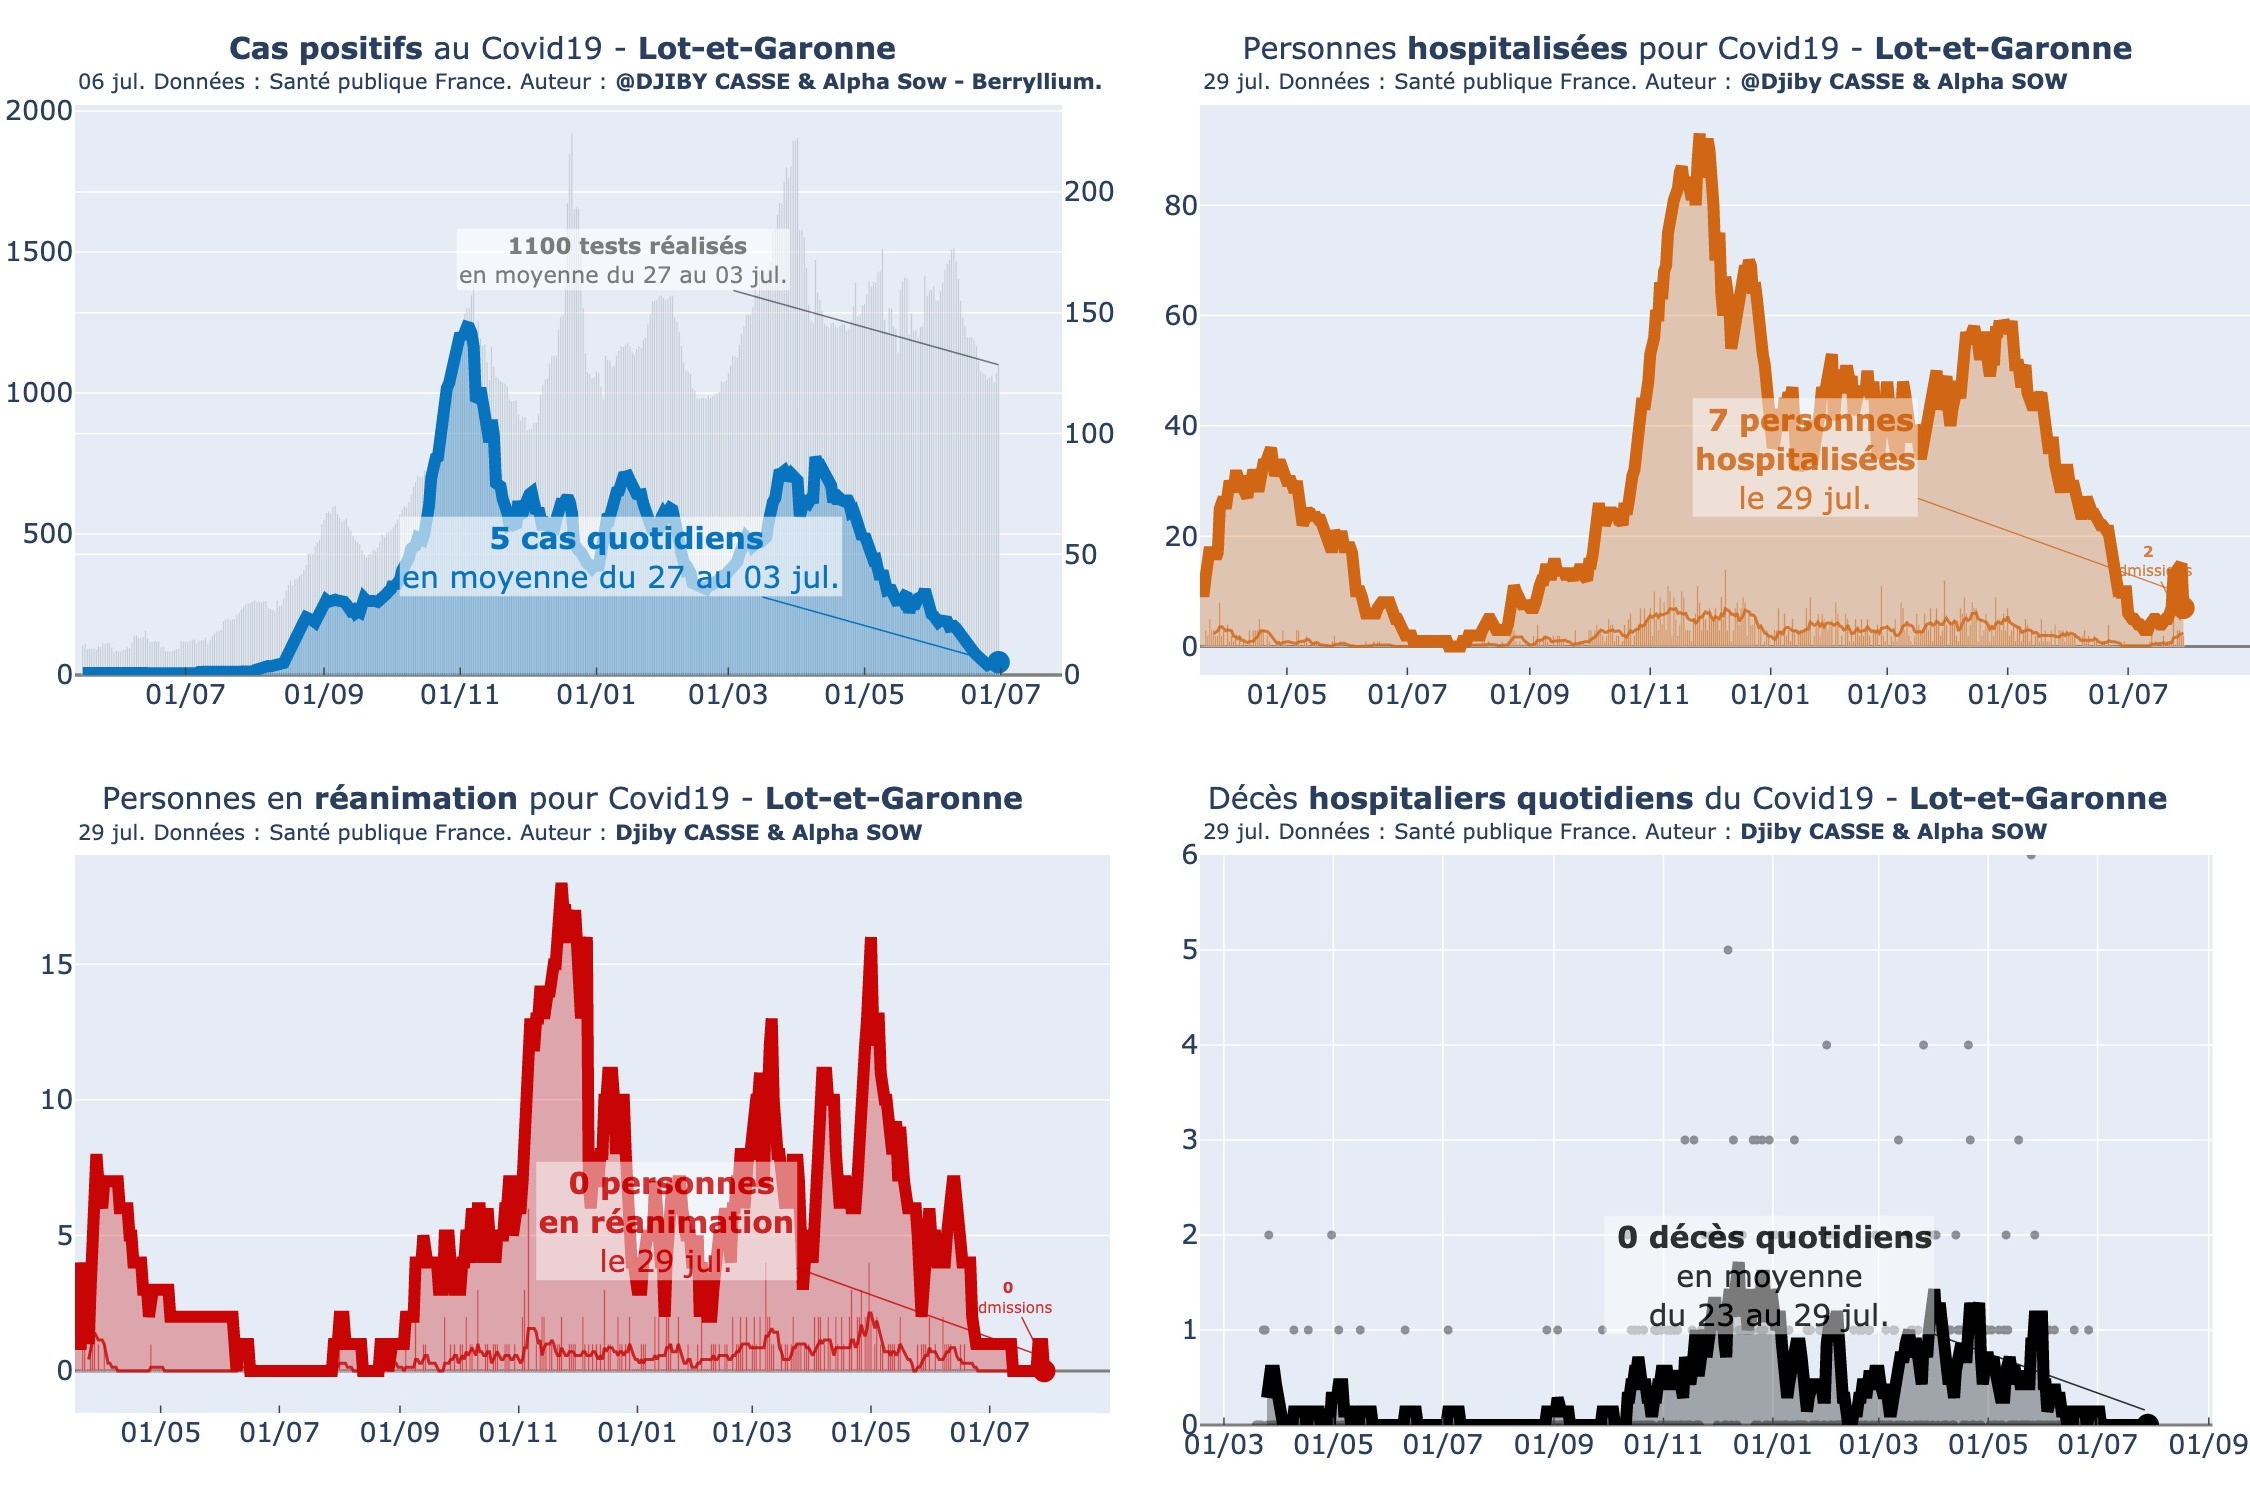 Cas positifs au Covid19 - Lot-et-Garonne
06 jul. Données : Santé publique France. Auteur : @DJIBY CASSE & Alpha Sow - Berryllium.
2000
1500
1000
500
0
200
150
100
50
0
1100 tests réalisés
en moyenne du 27 au 03 jul.
5 cas quotidiens
en moyenne du 27 au 03 jul.
01/07 01/09 01/11 01/01 01/03 01/05 01/07
Personnes hospitalisées pour Covid19 - Lot-et-Garonne
29 jul. Données : Santé publique France. Auteur : @Djiby CASSE & Alpha SOW
80
60
40
20
0
7 personnes
hospitalisées
le 29 jul.
2
dmissions
01/05 01/07 01/09 01/11 01/01 01/03 01/05 01/07
Personnes en réanimation pour Covid19 - Lot-et-Garonne
29 jul. Données : Santé publique France. Auteur : Djiby CASSE & Alpha SOW
15
10
5
0
0 personnes
en réanimation
le 29 jul.
0
dmissions
01/05 01/07 01/09 01/11 01/01 01/03 01/05 01/07
Décès hospitaliers quotidiens du Covid19 - Lot-et-Garonne
29 jul. Données : Santé publique France. Auteur : Djiby CASSE & Alpha SOW
6
5
4
3
2
1
0
0 décès quotidiens
en moyenne
du 23 au 29 jul.
01/03 01/05 01/07 01/09 01/11 01/01 01/03 01/05 01/07 01/09